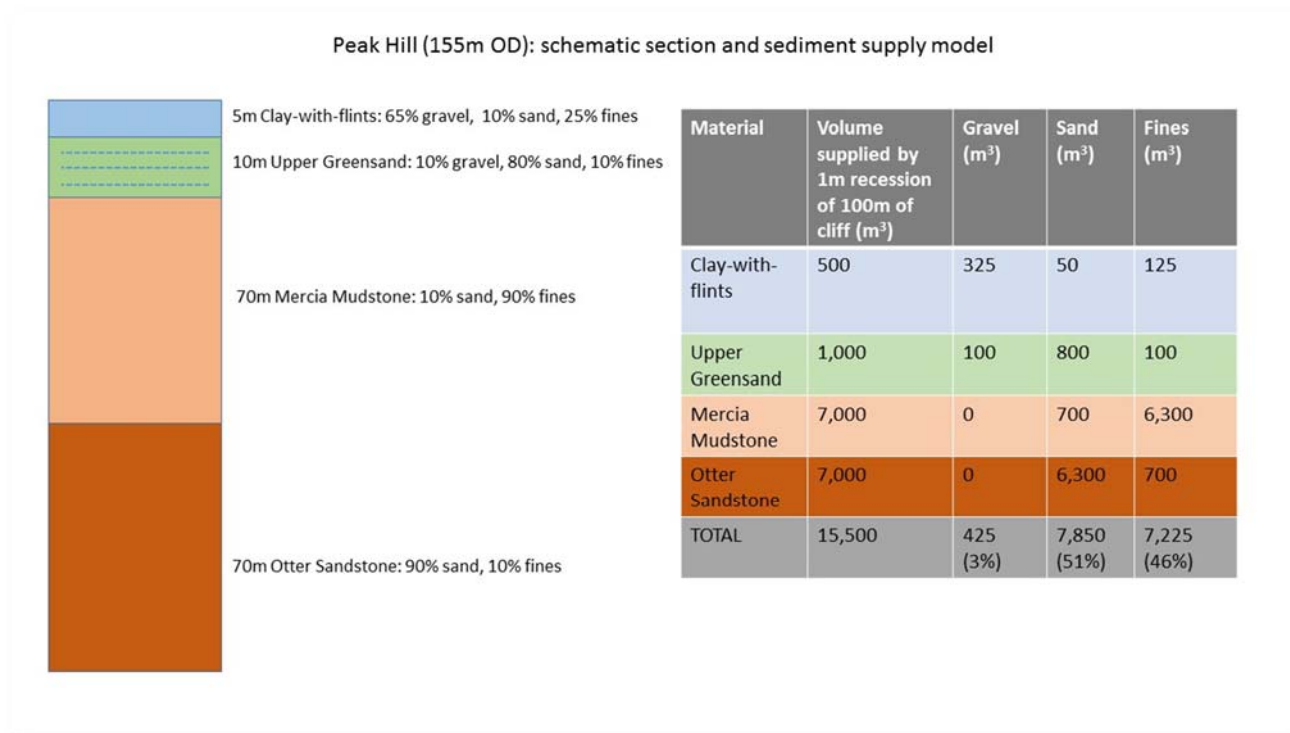 Peak Hill (155m OD): schematic section and sediment supply model
5m Clay-with-flints: 65% gravel, 10% sand, 25% fines
10m Upper Greensand: 10% gravel, 80% sand, 10% fines
70m Mercia Mudstone: 10% sand, 90% fines
70m Otter Sandstone: 90% sand, 10% fines
Material Volume Gravel Sand Fines
supplied by (m³) (m³) (m³)
1m recession
of 100m of
cliff (m³)
Clay-with- 500 325 50 125
flints
Upper 1,000 100 800 100
Greensand
Mercia 7,000 0 700 6,300
Mudstone
Otter 7,000 0 6,300 700
Sandstone
TOTAL 15,500 425 7,850 7,225
(3%) (51%) (46%)